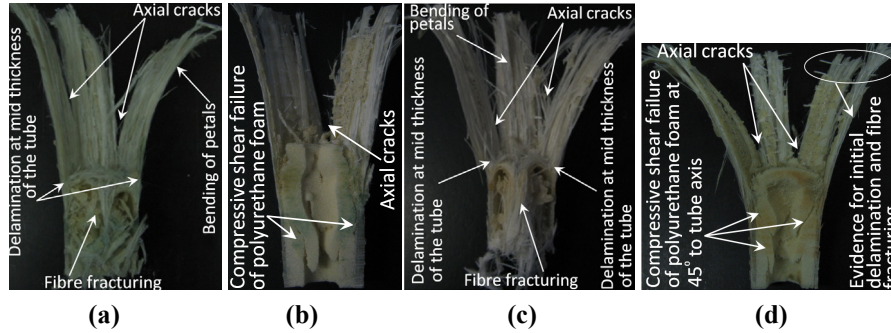 Delamination at mid thickness
of the tube
Axial cracks
Bending of petals
Fibre fracturing
(a)
Compressive shear failure
of polyurethane foam
Axial cracks
(b)
Bending of
petals
Axial cracks
Delamination at mid thickness
of the tube
Delamination at mid thickness
of the tube
Fibre fracturing
(c)
Axial cracks
Compressive shear failure
of polyurethane foam at
45° to tube axis
Evidence for initial
delamination and fibre
fracturing
(d)